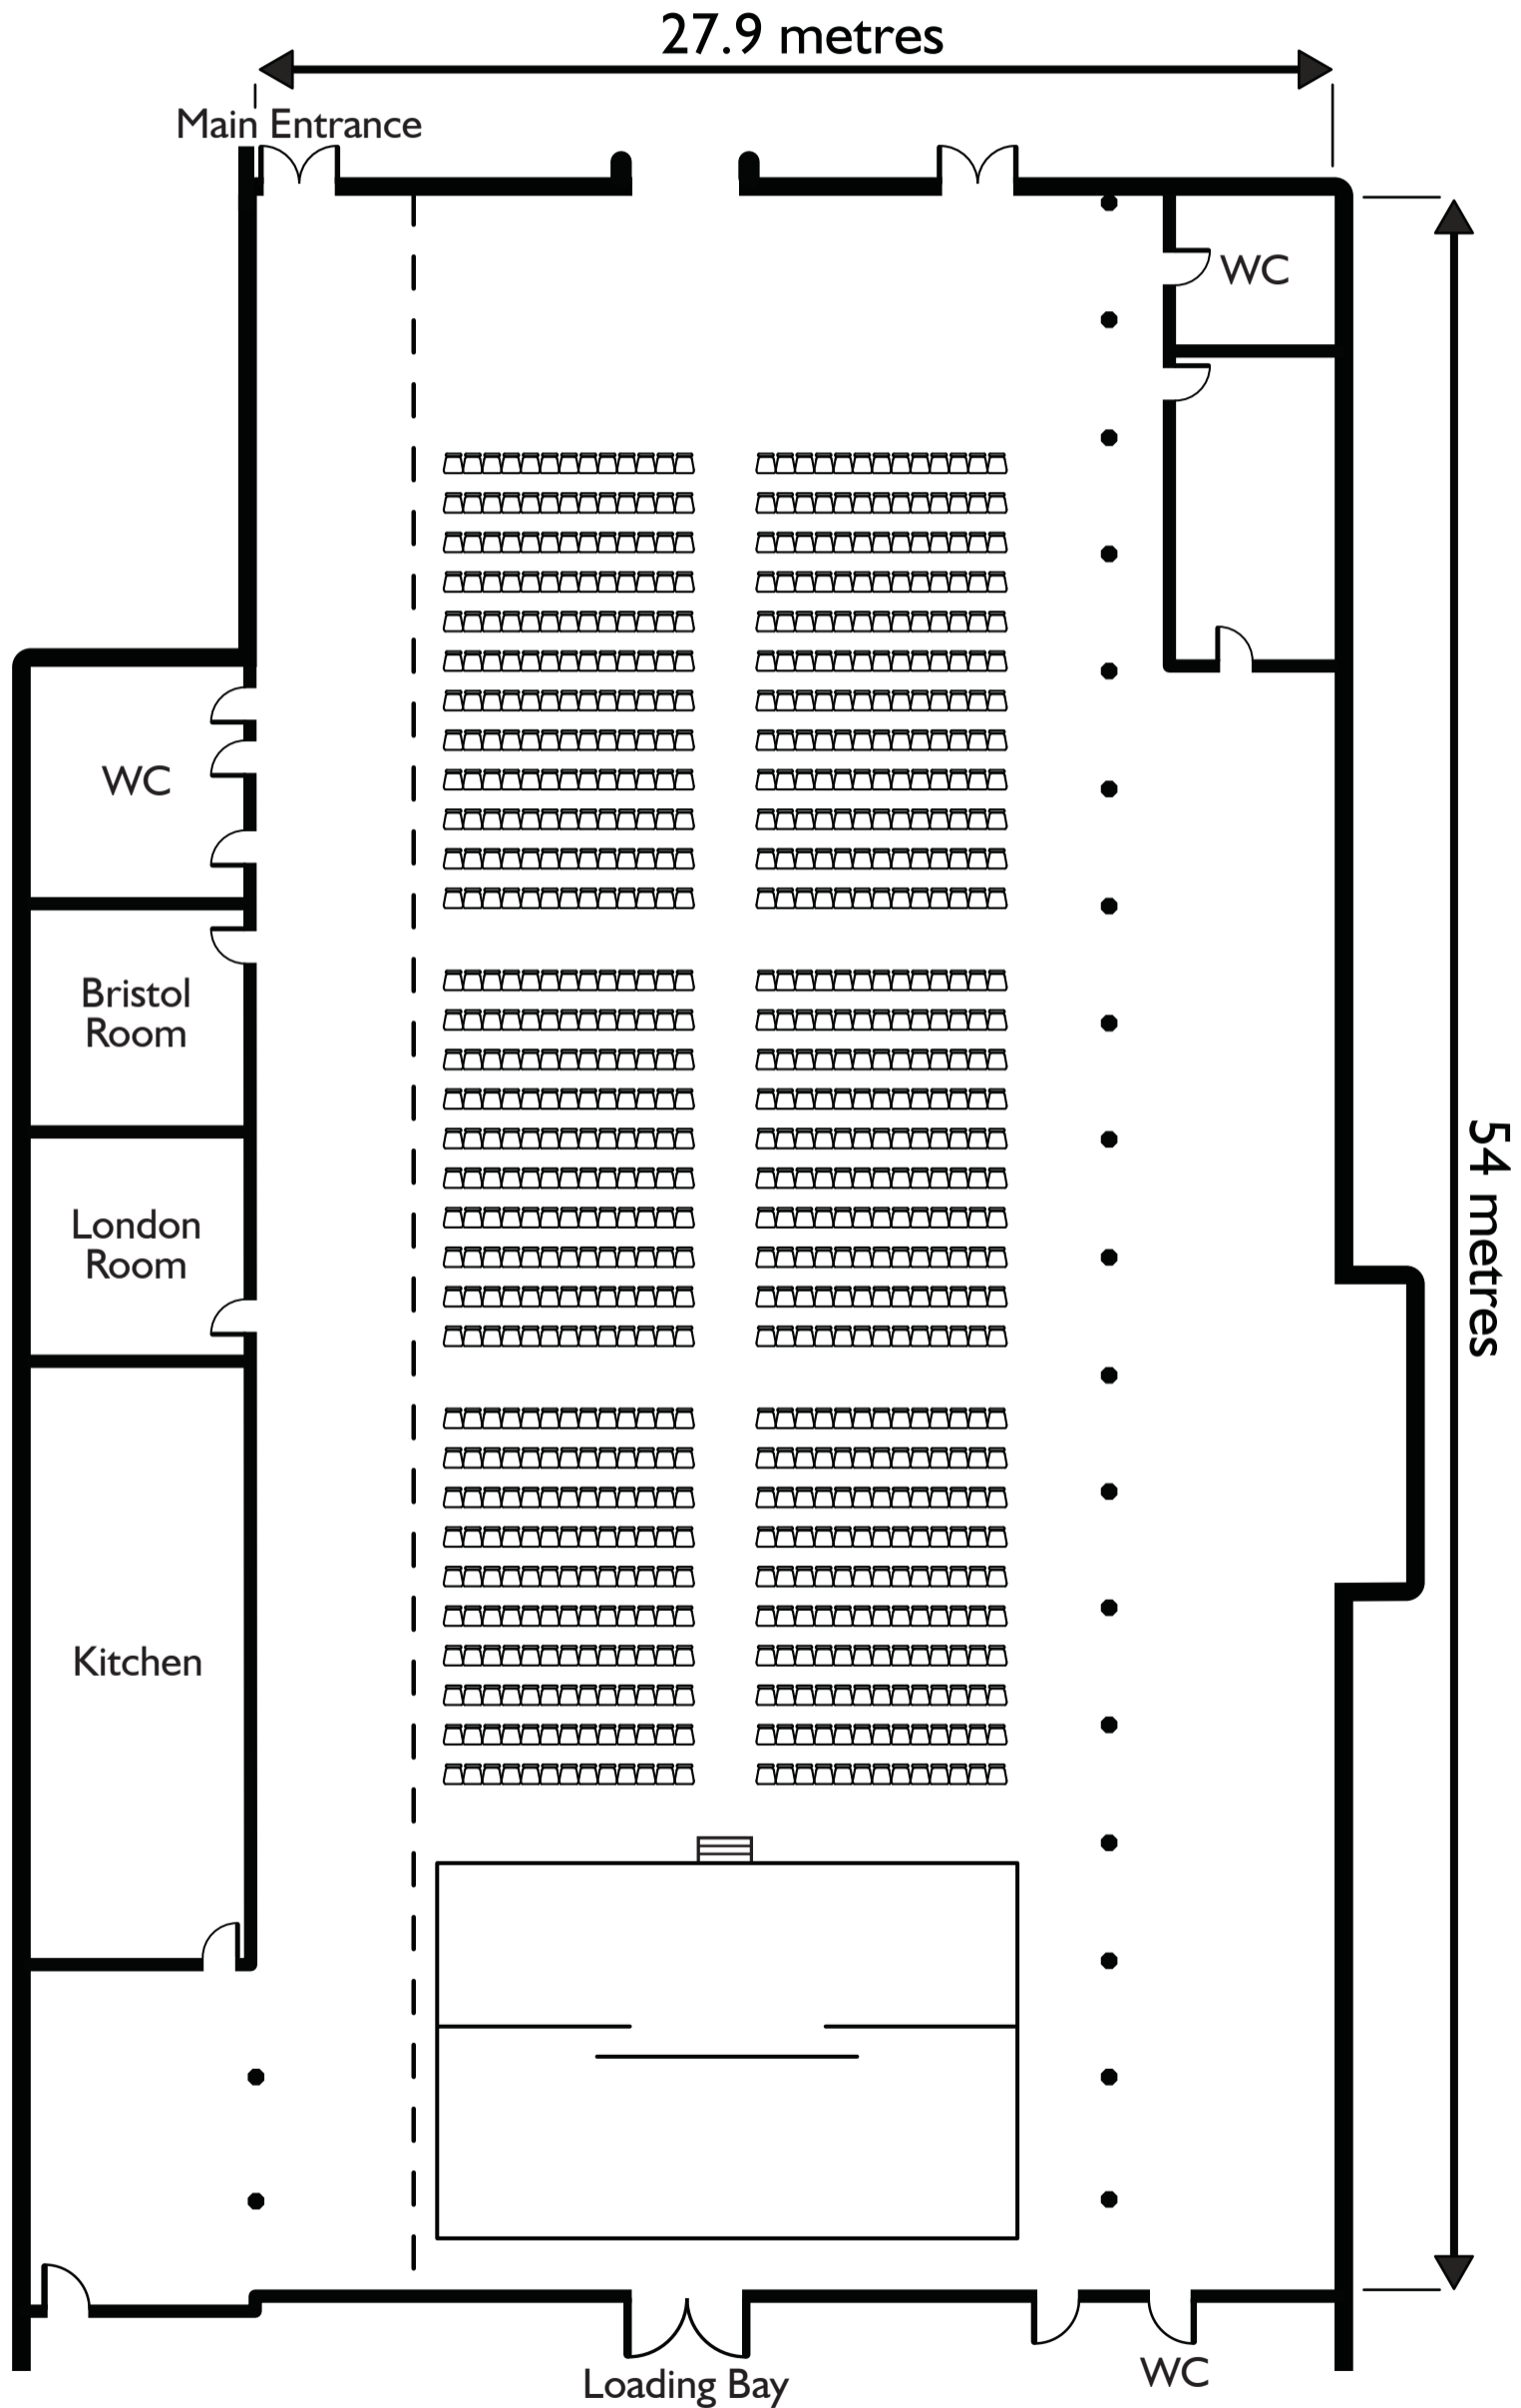 27.9 metres
Main Entrance
WC
WC
Bristol
Room
54 metres
London
Room
Kitchen
WC
Loading Bay